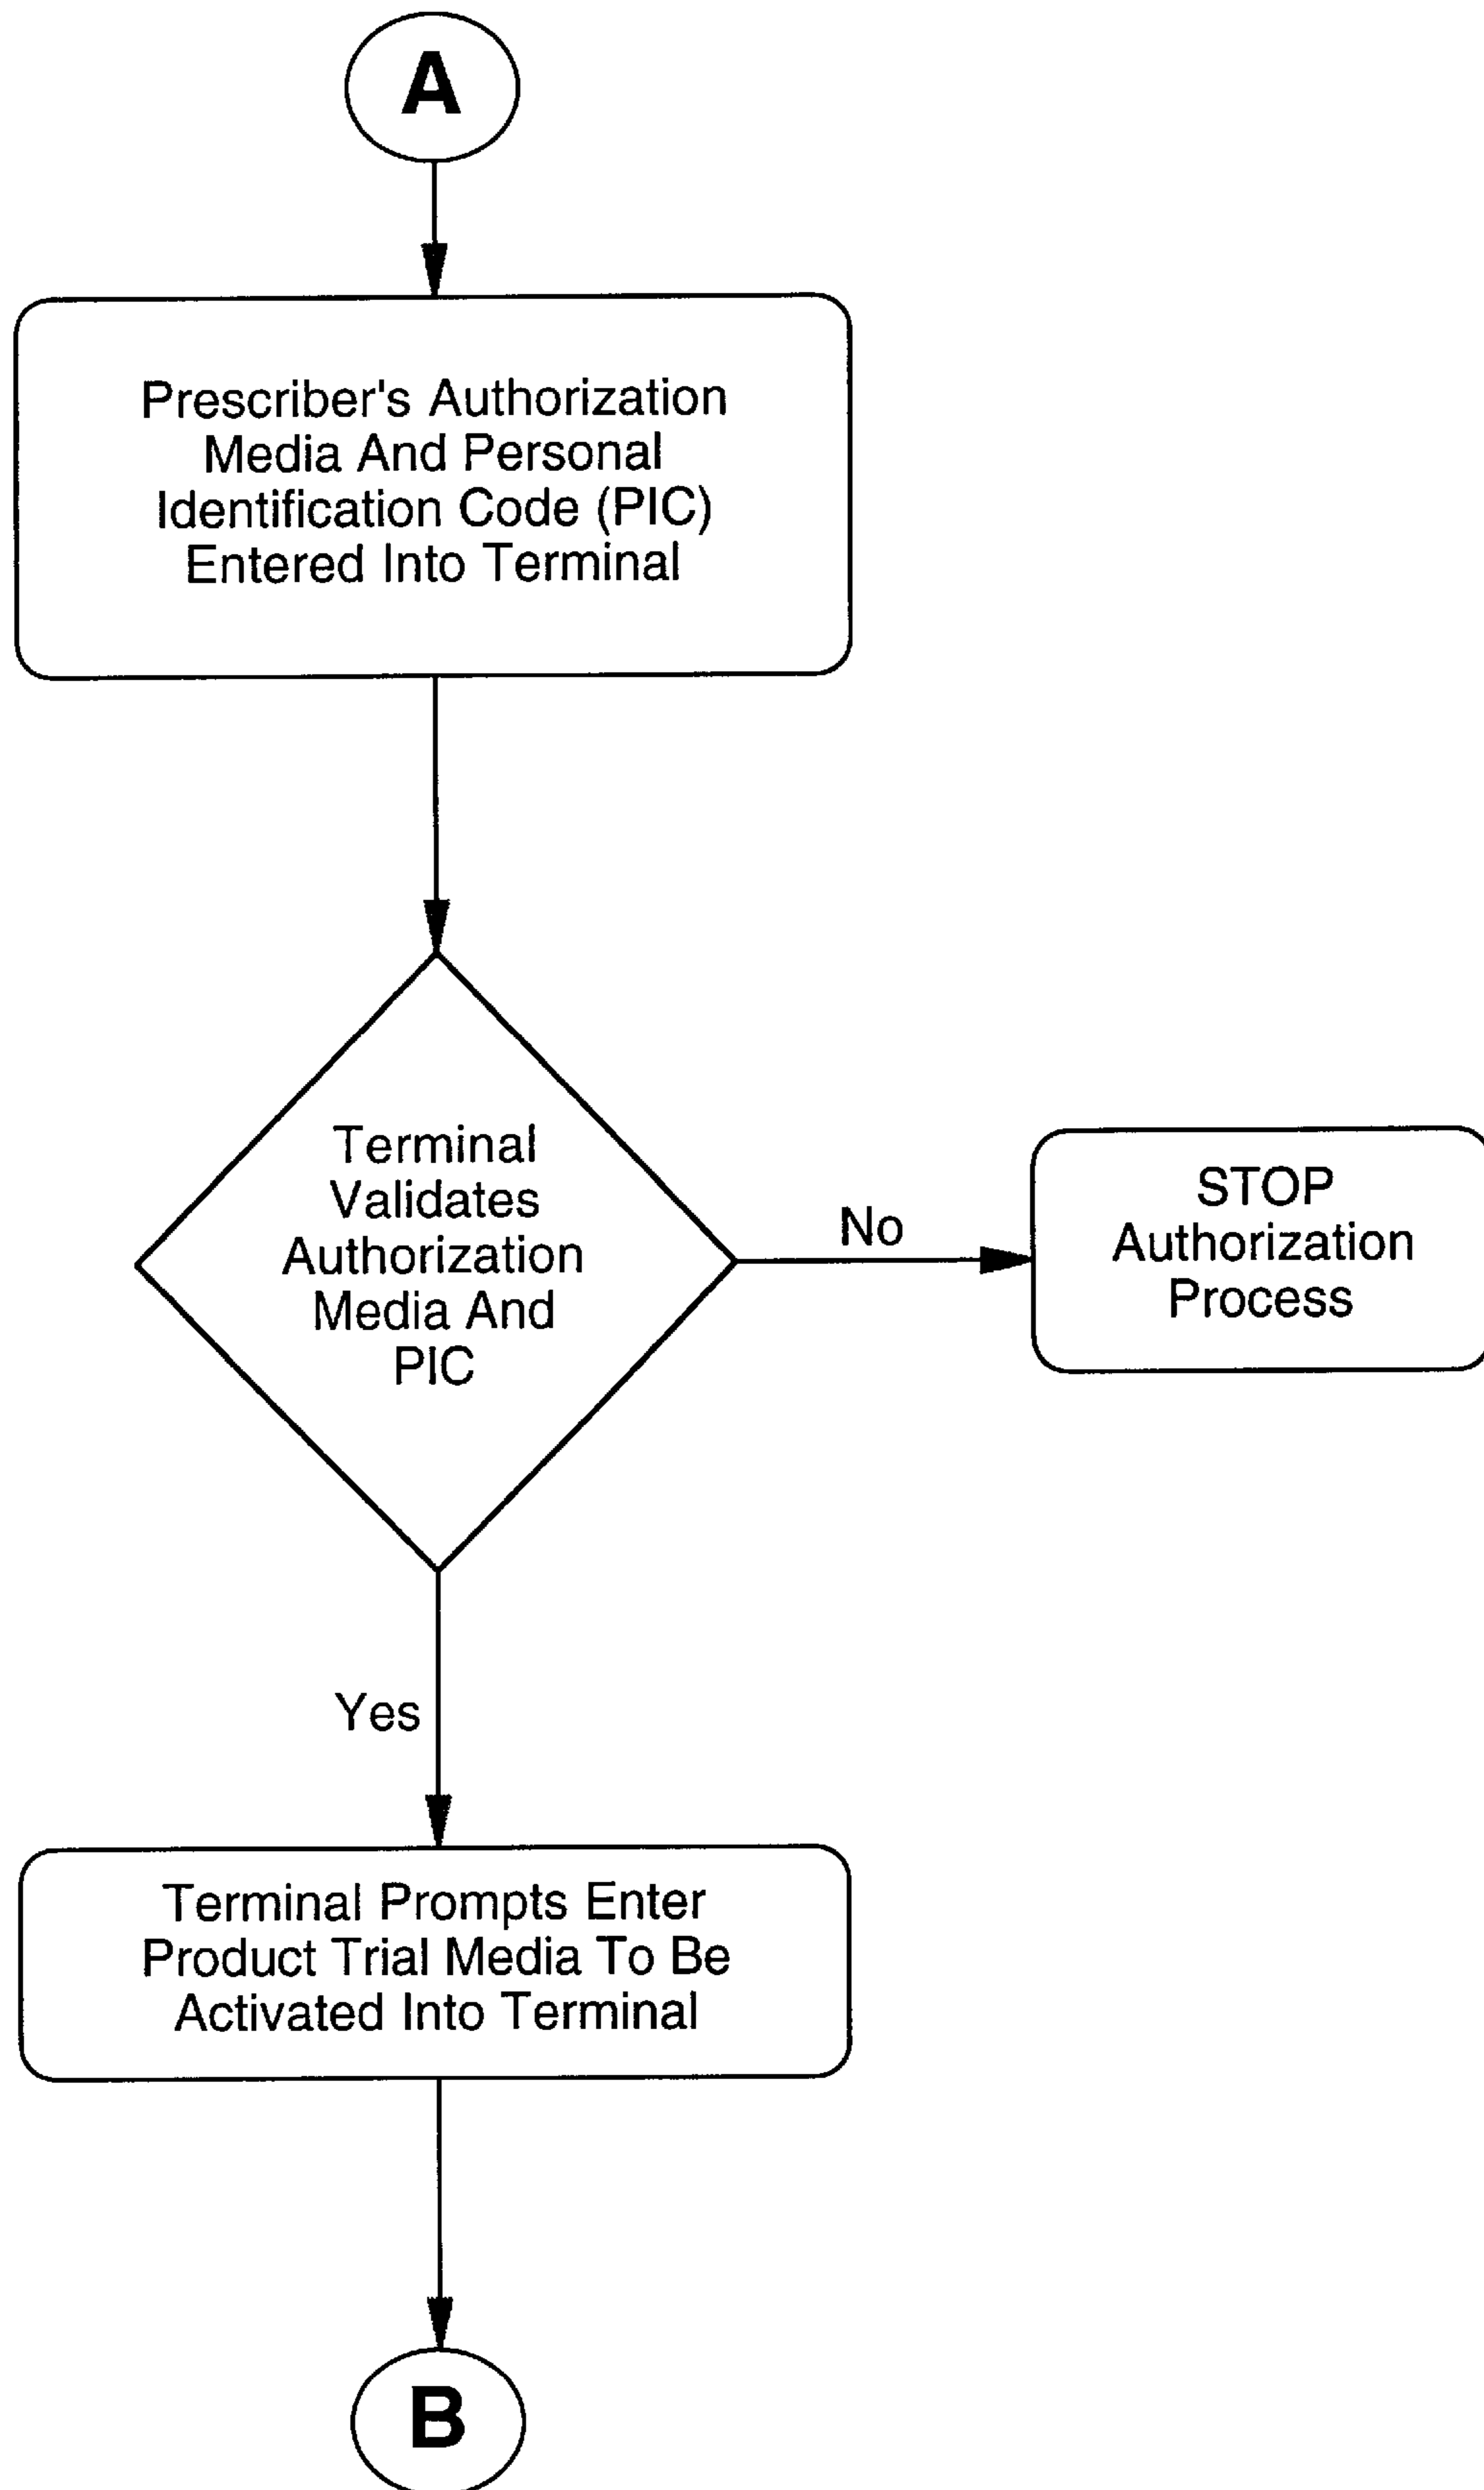 A
Prescriber's Authorization
Media And Personal
Identification Code (PIC)
Entered Into Terminal
Terminal
Validates
Authorization
Media And
PIC
No
STOP
Authorization
Process
Yes
Terminal Prompts Enter
Product Trial Media To Be
Activated Into Terminal
B